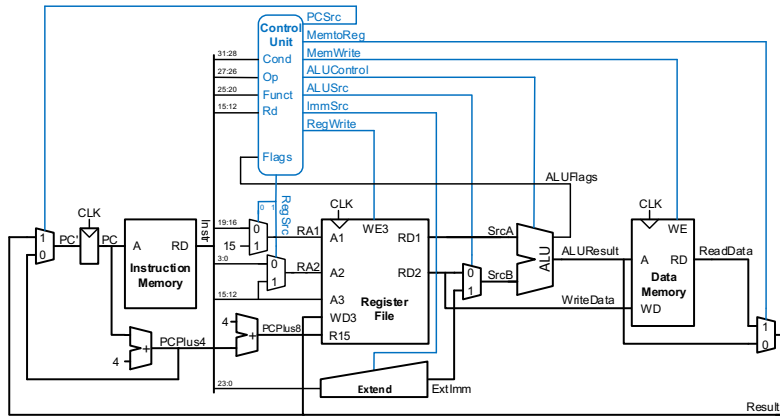 PCSrc
Control
Unit
MemtoReg
MemWrite
31:28
Cond
ALUControl
27:26
Op
ALUSrc
25:20
Funct
ImmSrc
15:12
Rd
RegWrite
Flags
ALUFlags
RegSrc
0 1
CLK
CLK
CLK
Instr
19:16
0
RA1
A1
WE3
RD1
SrcA
WE
1
0
PC'
PC
A
RD
15
1
ALU
ALUResult
A
RD
ReadData
Instruction
Memory
3:0
0
1
RA2
A2
RD2
0
1
SrcB
Data
Memory
15:12
A3
Register
File
WriteData
WD
WD3
4
+
PCPlus8
R15
1
0
PCPlus4
4
+
23:0
Extend
ExtImm
Result